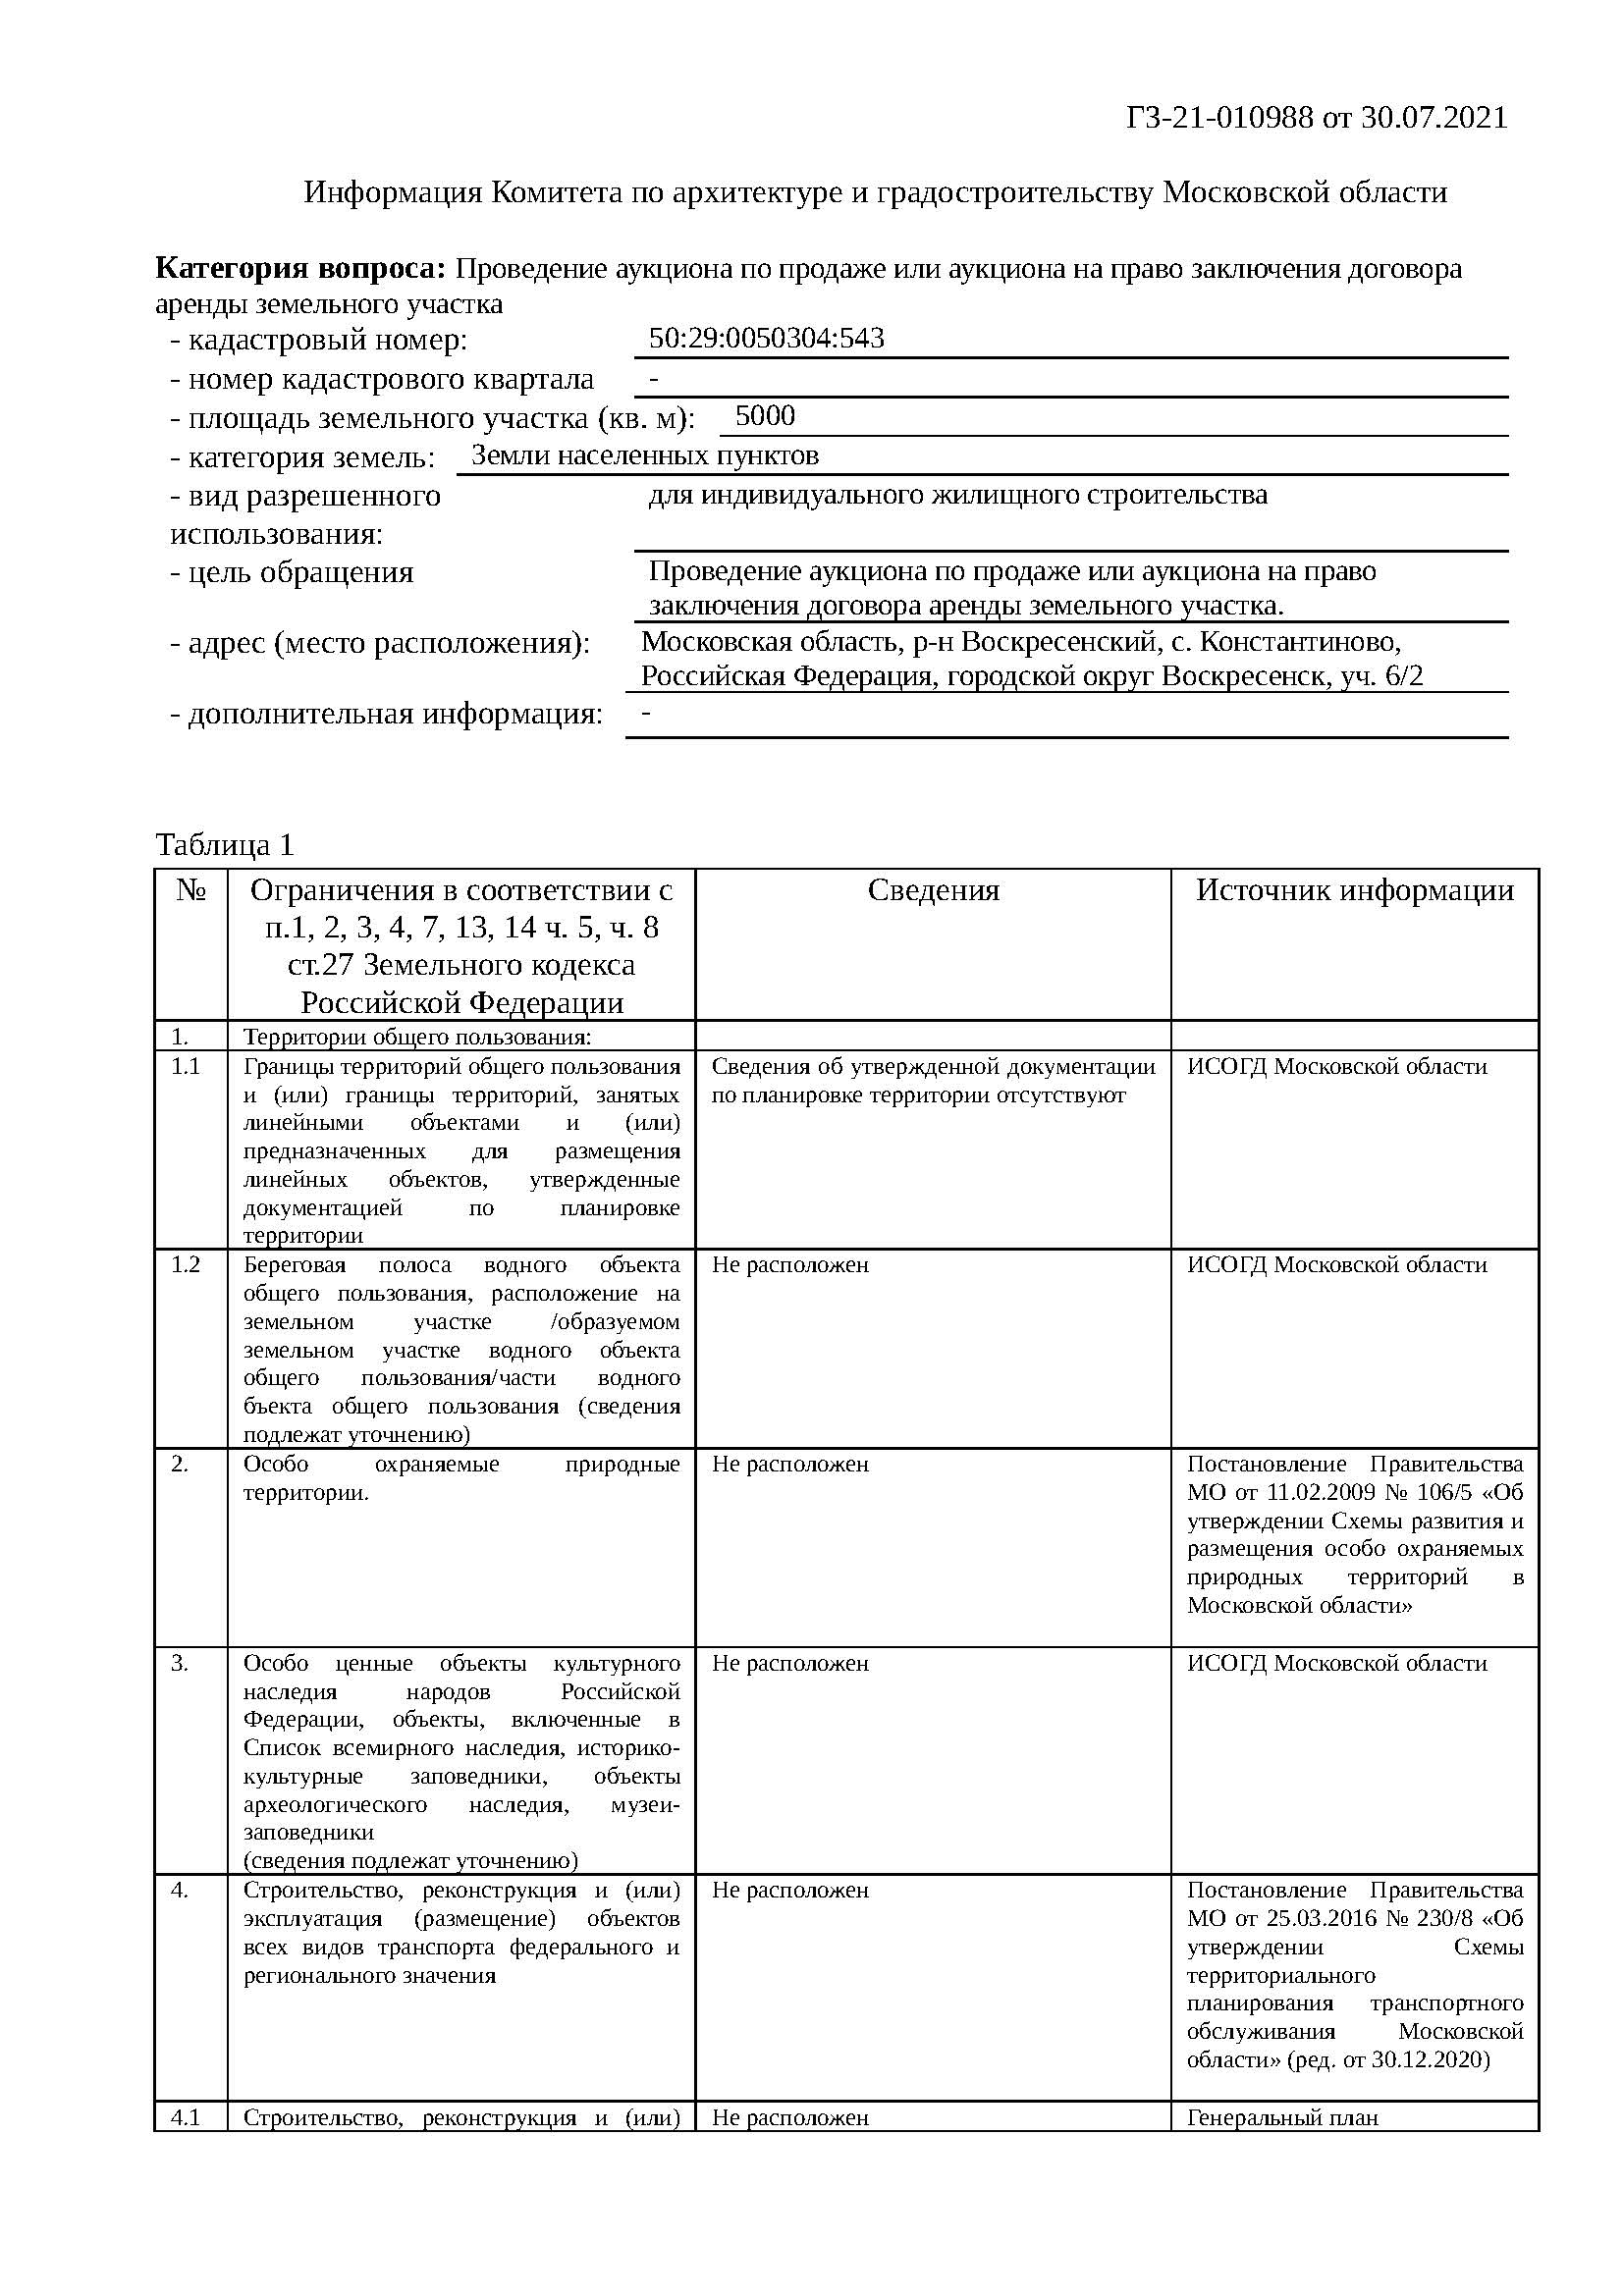 ГЗ-21-010988 от 30.07.2021
Информация Комитета по архитектуре и градостроительству Московской области
Категория вопроса: Проведение аукциона по продаже или аукциона на право заключения договора
аренды земельного участка
- кадастровый номер: 50:29:0050304:543
- номер кадастрового квартала -
- площадь земельного участка (кв. м): 5000
- категория земель: Земли населенных пунктов
- вид разрешенного для индивидуального жилищного строительства
использования:
- цель обращения Проведение аукциона по продаже или аукциона на право
заключения договора аренды земельного участка.
- адрес (место расположения): Московская область, р-н Воскресенский, с. Константиново,
Российская Федерация, городской округ Воскресенск, уч. 6/2
- дополнительная информация: -
Таблица 1
№ Ограничения в соответствии с Сведения Источник информации
п.1, 2, 3, 4, 7, 13, 14 ч. 5, ч. 8
ст.27 Земельного кодекса
Российской Федерации
1. Территории общего пользования:
1.1 Границы территорий общего пользования Сведения об утвержденной документации ИСОГД Московской области
и (или) границы территорий, занятых по планировке территории отсутствуют
линейными объектами и (или)
предназначенных для размещения
линейных объектов, утвержденные
документацией по планировке
территории
1.2 Береговая полоса водного объекта Не расположен ИСОГД Московской области
общего пользования, расположение на
земельном участке /образуемом
земельном участке водного объекта
общего пользования/части водного
бъекта общего пользования (сведения
подлежат уточнению)
2. Особо охраняемые природные Не расположен Постановление Правительства
территории. МО от 11.02.2009 № 106/5 «Об
утверждении Схемы развития и
размещения особо охраняемых
природных территорий в
Московской области»
3. Особо ценные объекты культурного Не расположен ИСОГД Московской области
наследия народов Российской
Федерации, объекты, включенные в
Список всемирного наследия, историко-
культурные заповедники, объекты
археологического наследия, музеи-
заповедники
(сведения подлежат уточнению)
4. Строительство, реконструкция и (или) Не расположен Постановление Правительства
эксплуатация (размещение) объектов МО от 25.03.2016 № 230/8 «Об
всех видов транспорта федерального и утверждении Схемы
регионального значения территориального
планирования транспортного
обслуживания Московской
области» (ред. от 30.12.2020)
4.1 Строительство, реконструкция и (или) Не расположен Генеральный план